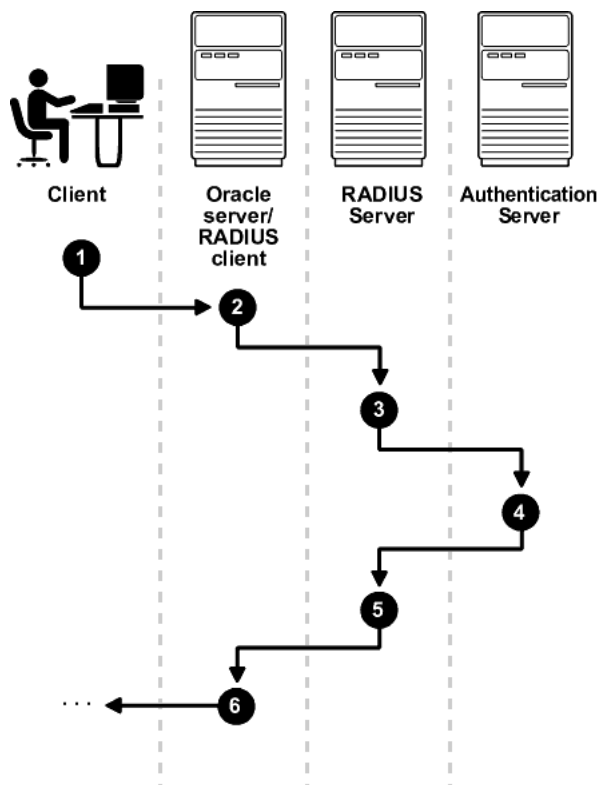 Client
Oracle
server/
RADIUS
client
RADIUS
Server
Authentication
Server
1
2
3
4
5
6
...